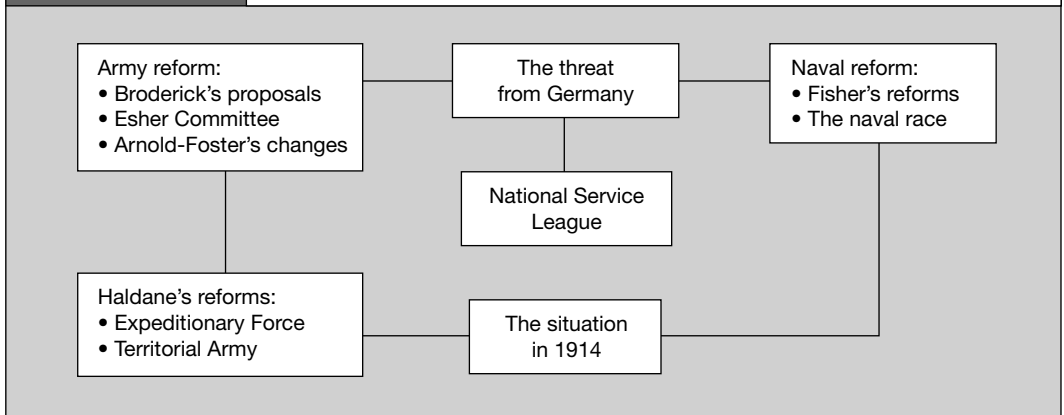 Army reform:
• Broderick's proposals
• Esher Committee
• Arnold-Foster's changes
The threat
from Germany
Naval reform:
• Fisher's reforms
• The naval race
National Service
League
Haldane's reforms:
• Expeditionary Force
• Territorial Army
The situation
in 1914